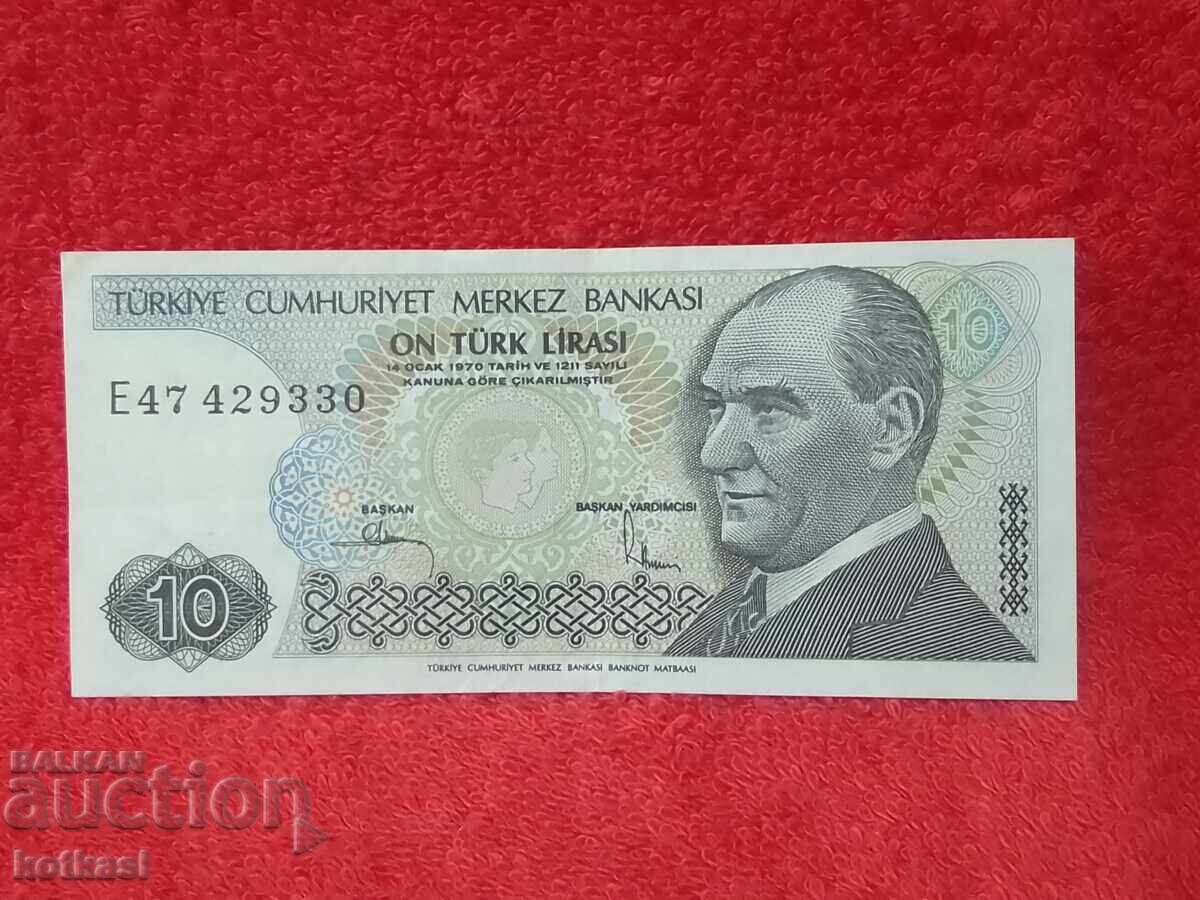 TÜRKİYE CUMHURİYET MERKEZ BANKASI
ON TÜRK LİRASI
14 OCAK 1970 TARİH VE 1211 SAYILI
KANUNA GÖRE ÇIKARILMIŞTIR
E47 429330
10
BAŞKAN
BAŞKAN YARDIMCISI
10
TÜRKİYE CUMHURİYET MERKEZ BANKASI BANKNOT MATBAASI
BALKAN
auction
kotkasl